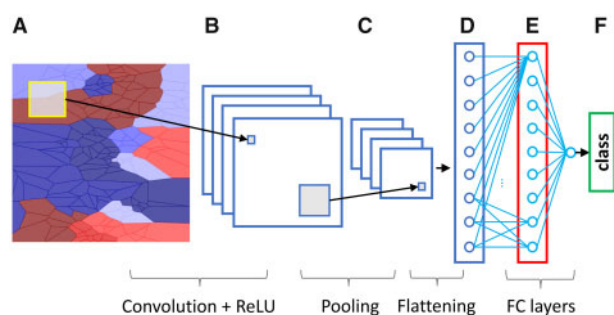 A B C D E F
...
class
Convolution + ReLU Pooling Flattening FC layers